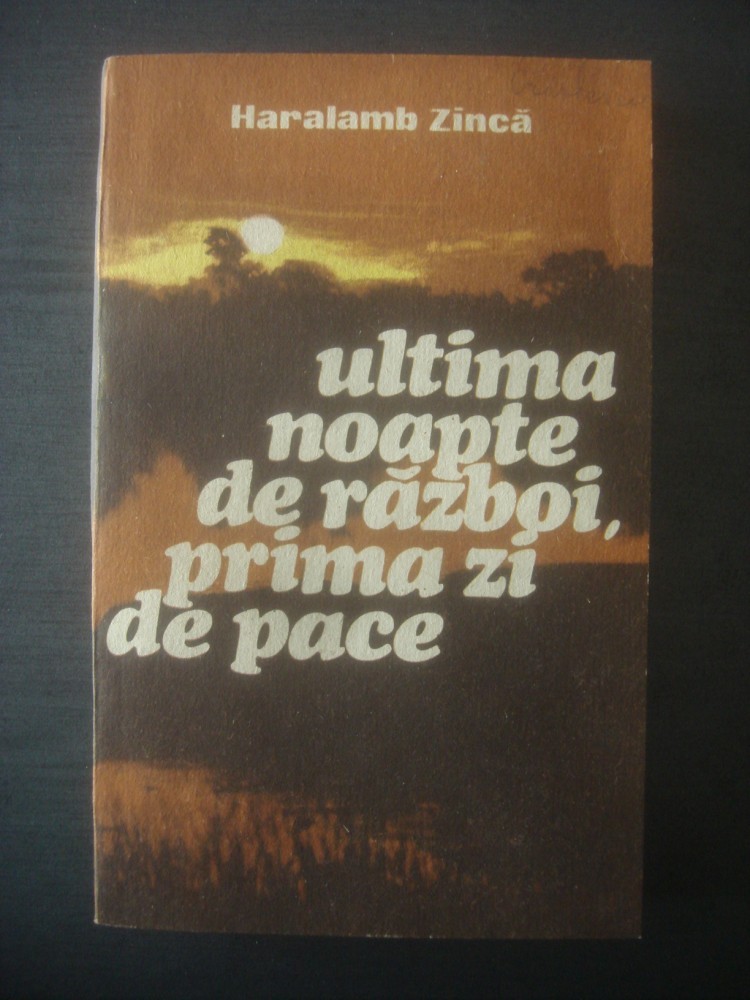 Haralamb Zincă
ultima
noapte
de război,
prima zi
de pace